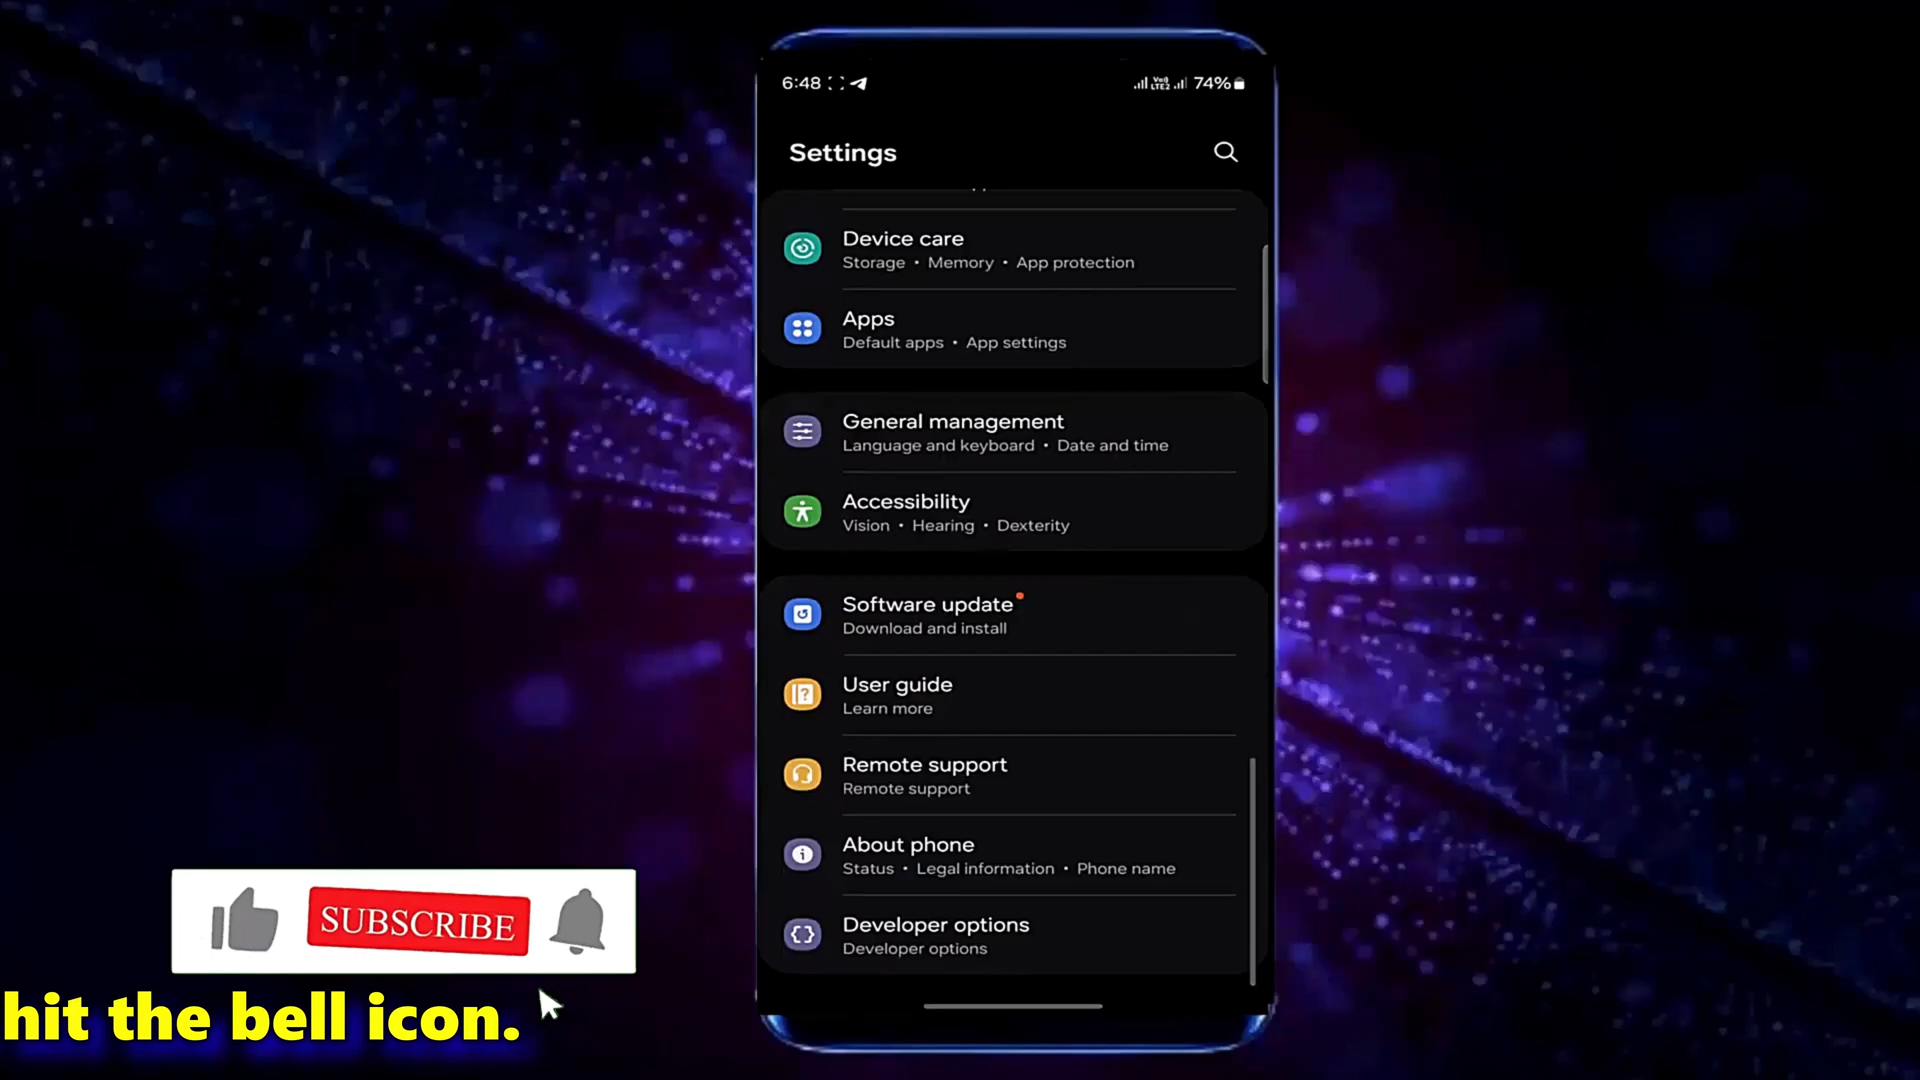 6:48
Vo)) LTE2 74%
Settings
Device care
Storage • Memory • App protection
Apps
Default apps • App settings
General management
Language and keyboard • Date and time
Accessibility
Vision • Hearing • Dexterity
Software update
Download and install
User guide
Learn more
Remote support
Remote support
About phone
Status • Legal information • Phone name
Developer options
Developer options
SUBSCRIBE
hit the bell icon.